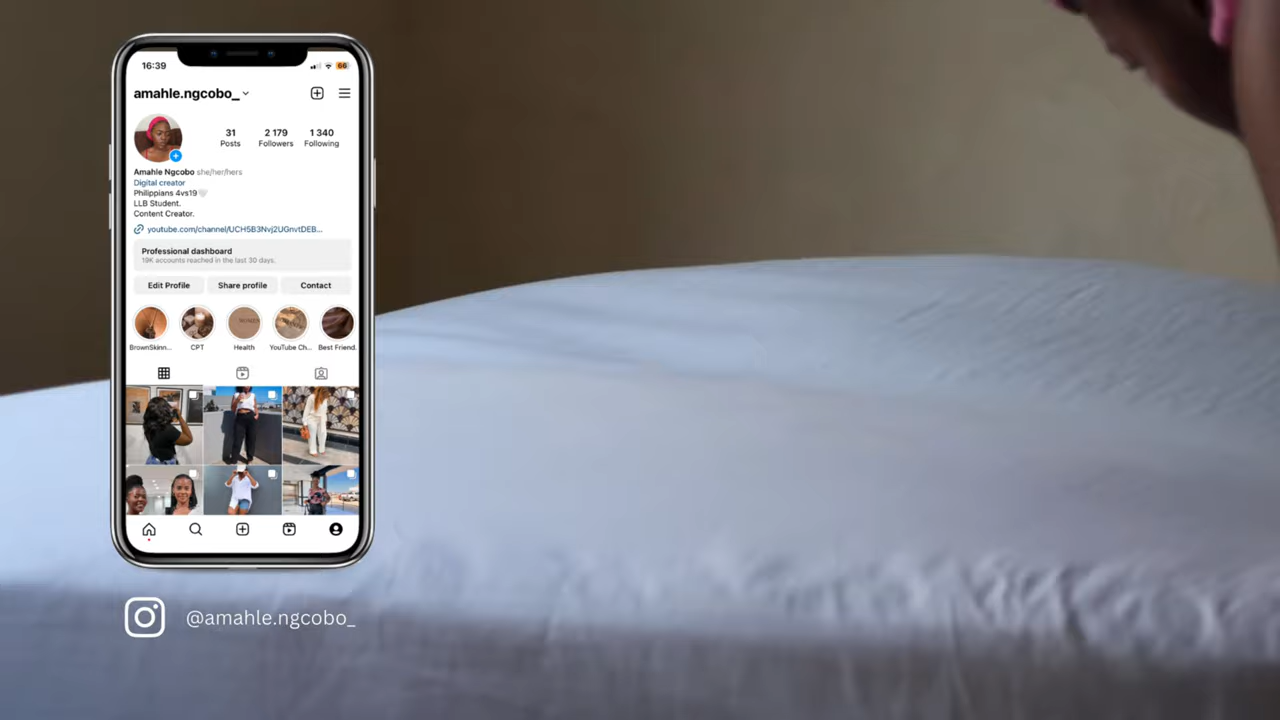 16:39
66
amahle.ngcobo_
31
2 179
1 340
Posts
Followers
Following
Amahle Ngcobo she/her/hers
Digital creator
Philippians 4vs19🤍
LLB Student.
Content Creator.
youtube.com/channel/UCH5B3Nvj2UGnvtDEB...
Professional dashboard
19K accounts reached in the last 30 days.
Edit Profile
Share profile
Contact
BrownSkinn...
CPT
Health
YouTube Ch...
Best Friend.
@amahle.ngcobo_